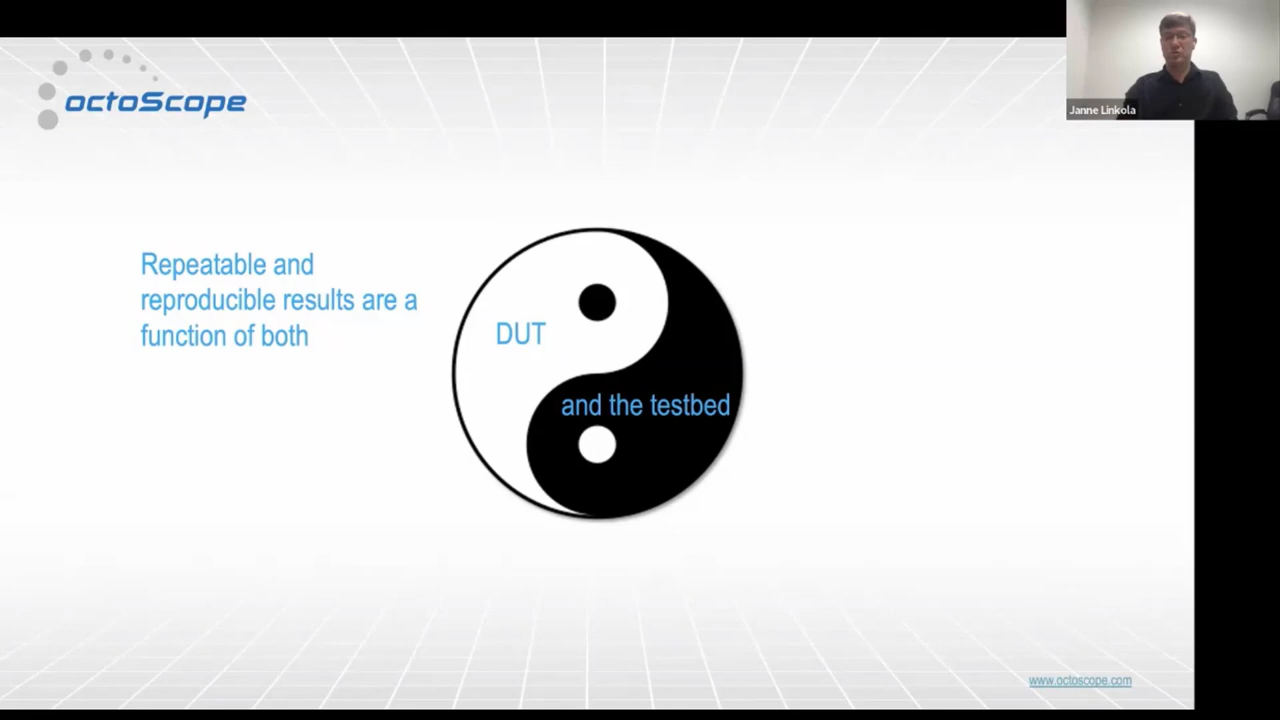 octoScope
Janne Linkola
Repeatable and
reproducible results are a
function of both
DUT
and the testbed
www.octoscope.com